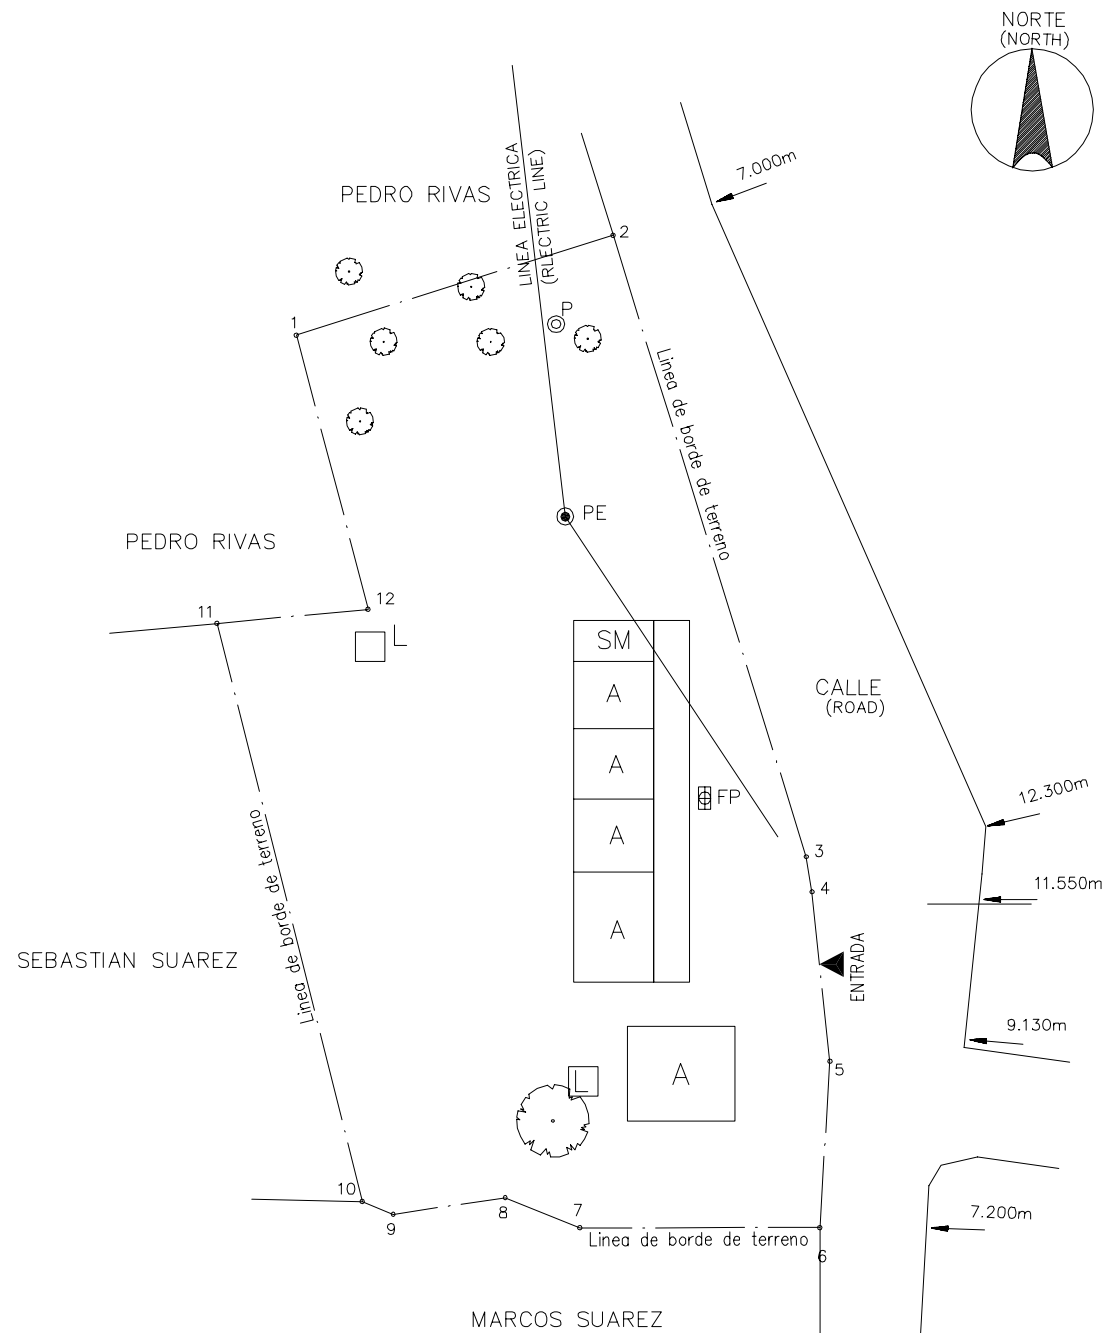 NORTE
(NORTH)
7.000m
PEDRO RIVAS
LINEA ELECTRICA
(RLECTRIC LINE)
2
P
1
Linea de borde de terreno
PE
PEDRO RIVAS
11
12
L
SM
A
CALLE
(ROAD)
A
FP
12.300m
A
3
4
11.550m
Linea de borde de terreno
A
SEBASTIAN SUAREZ
ENTRADA
9.130m
5
L
A
10
9
8
7
7.200m
Linea de borde de terreno
6
MARCOS SUAREZ